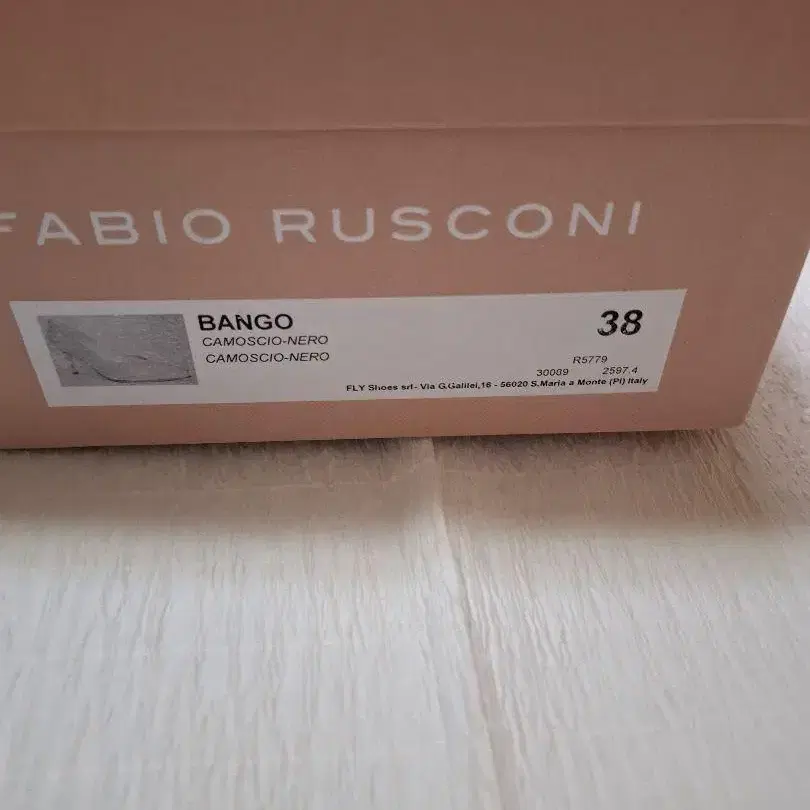 FABIO RUSCONI
BANGO
38
CAMOSCIO-NERO
CAMOSCIO-NERO
R5779
30089 2597.4
FLY Shoes srl- Via G.Galilei,16 - 56020 S.Maria a Monte (PI) Italy